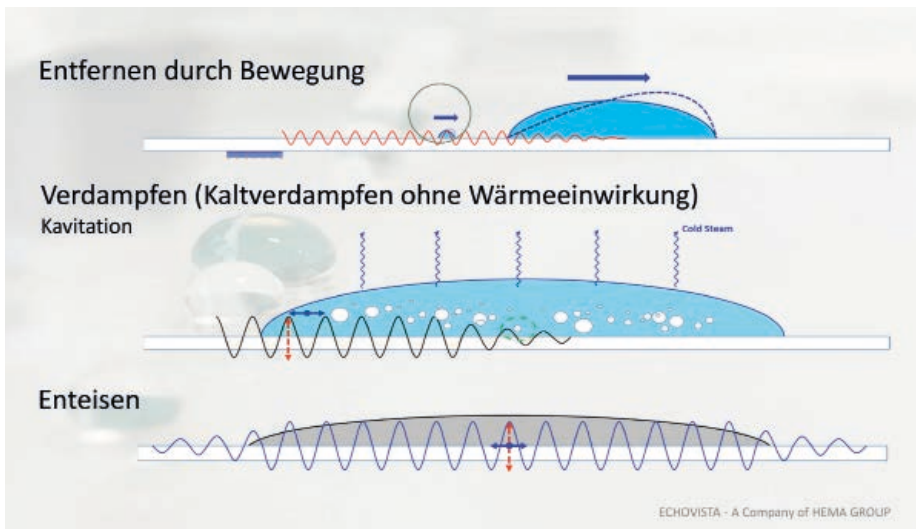 Entfernen durch Bewegung
Verdampfen (Kaltverdampfen ohne Wärmeeinwirkung)
Kavitation
Cold Steam
Enteisen
ECHOVISTA - A Company of HEMA GROUP